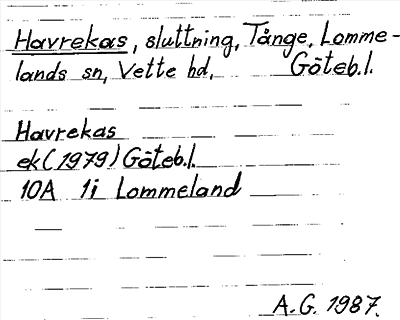 Havrekas, sluttning, Tånge, Lomme-
lands sn, Vette hd, Göteb.l.
Havrekas
ek (1979) Göteb.l.
10A 1i Lommeland
A.G. 1987.